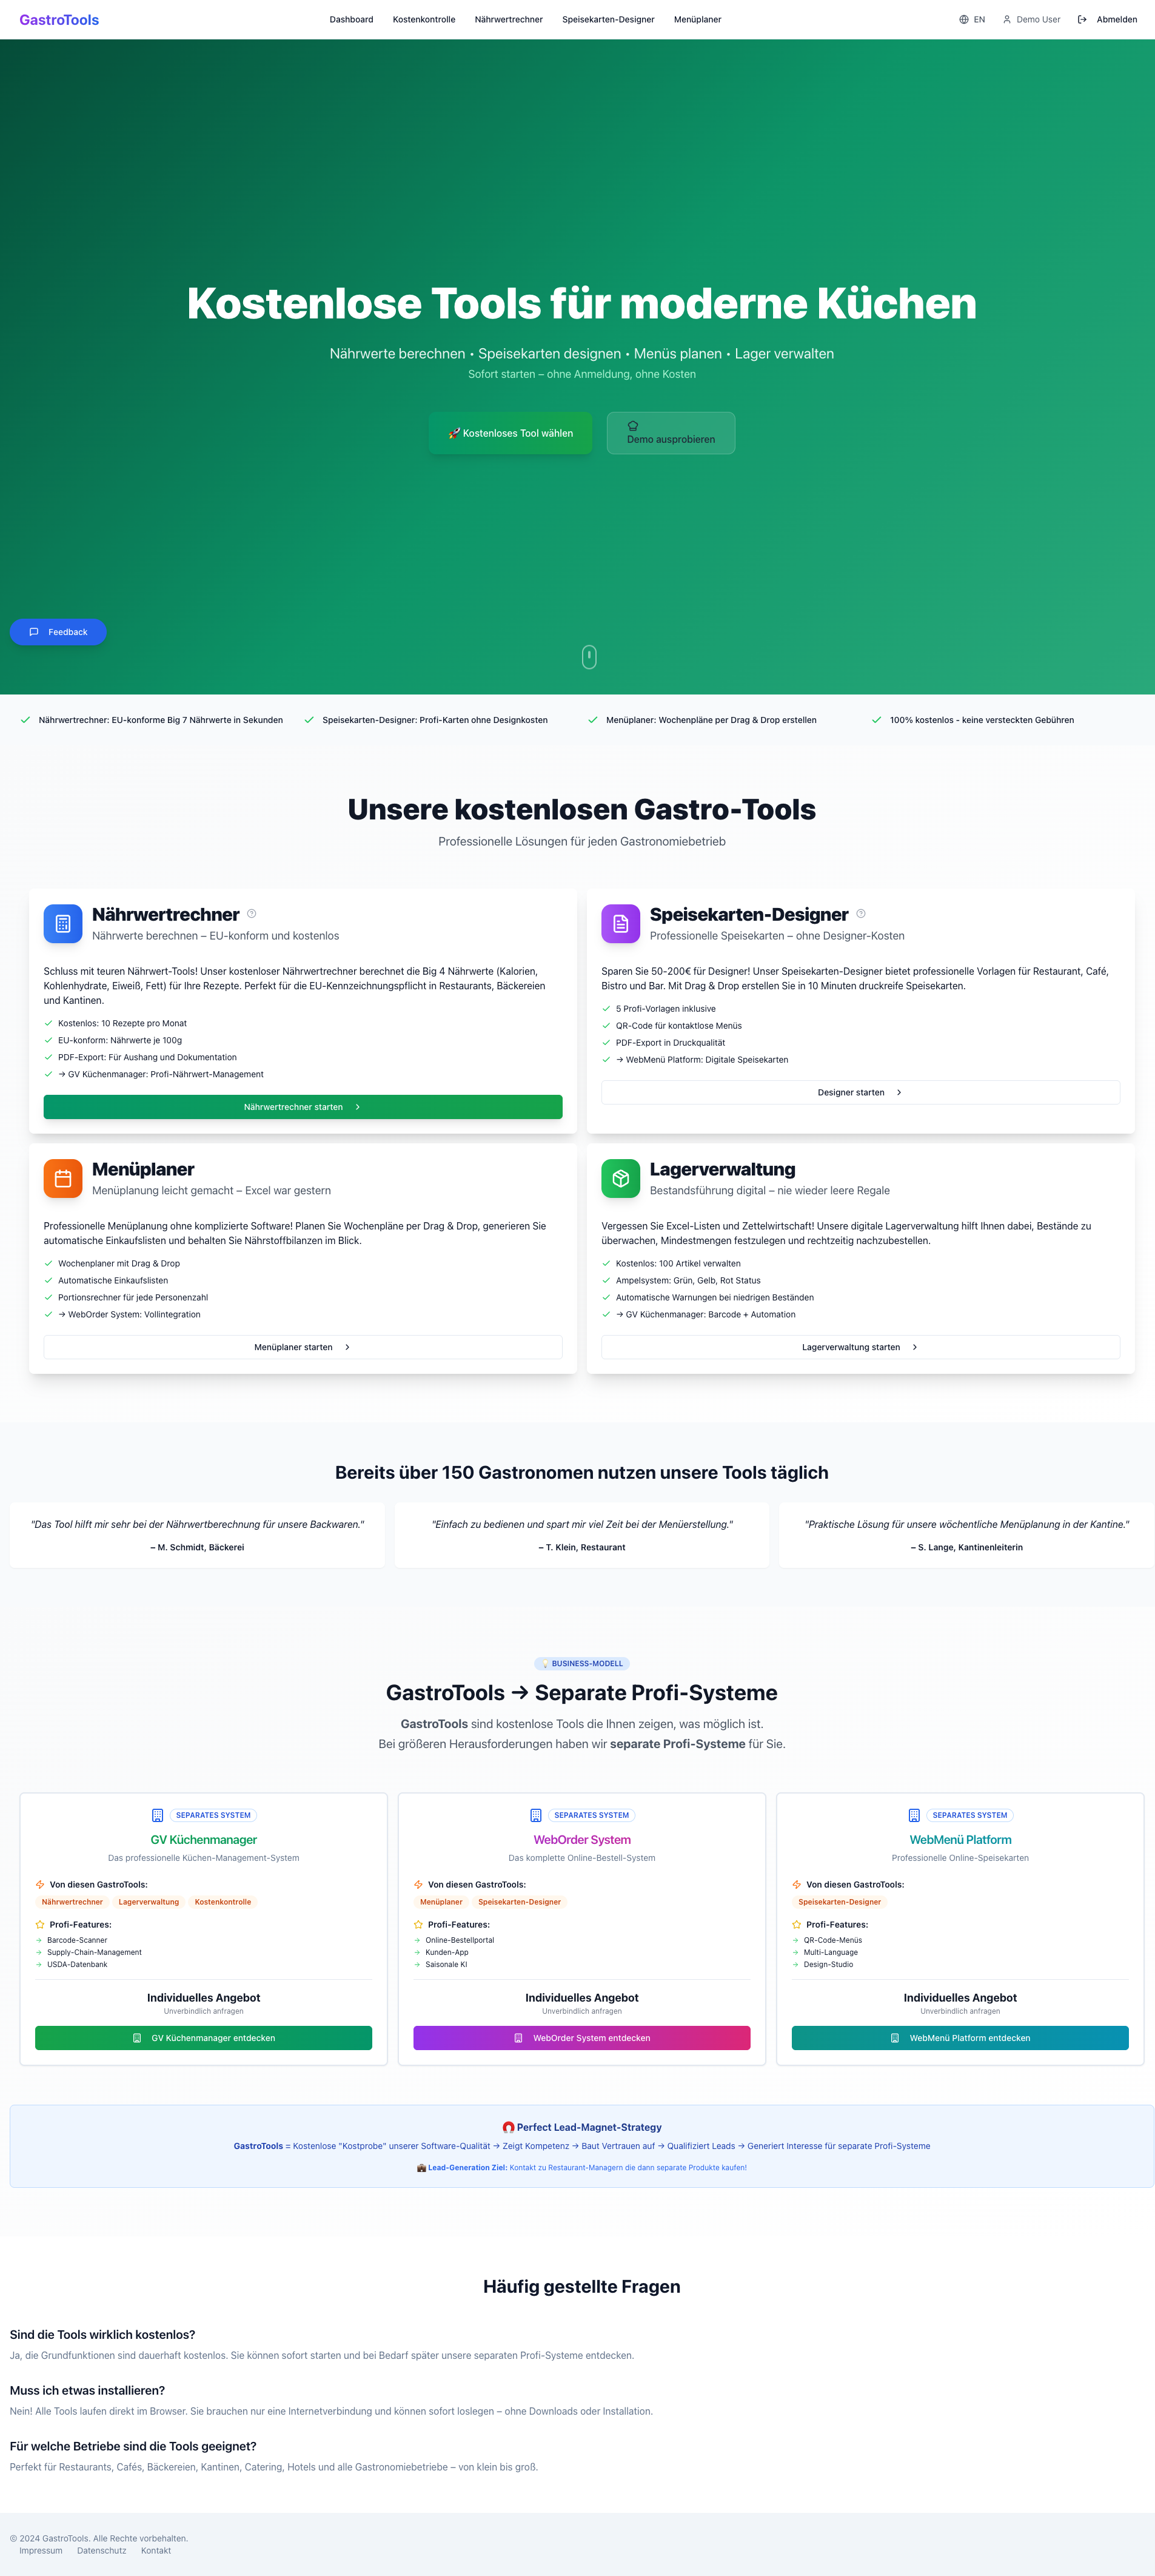 GastroTools
Dashboard Kostenkontrolle Nährwertrechner Speisekarten-Designer Menüplaner
EN Demo User Abmelden
Kostenlose Tools für moderne Küchen
Nährwerte berechnen • Speisekarten designen • Menüs planen • Lager verwalten
Sofort starten – ohne Anmeldung, ohne Kosten
🚀 Kostenloses Tool wählen
Demo ausprobieren
Feedback
Nährwertrechner: EU-konforme Big 7 Nährwerte in Sekunden
Speisekarten-Designer: Profi-Karten ohne Designkosten
Menüplaner: Wochenpläne per Drag & Drop erstellen
100% kostenlos - keine versteckten Gebühren
Unsere kostenlosen Gastro-Tools
Professionelle Lösungen für jeden Gastronomiebetrieb
Nährwertrechner
Nährwerte berechnen – EU-konform und kostenlos
Schluss mit teuren Nährwert-Tools! Unser kostenloser Nährwertrechner berechnet die Big 4 Nährwerte (Kalorien,
Kohlenhydrate, Eiweiß, Fett) für Ihre Rezepte. Perfekt für die EU-Kennzeichnungspflicht in Restaurants, Bäckereien
und Kantinen.
Kostenlos: 10 Rezepte pro Monat
EU-konform: Nährwerte je 100g
PDF-Export: Für Aushang und Dokumentation
→ GV Küchenmanager: Profi-Nährwert-Management
Nährwertrechner starten
Speisekarten-Designer
Professionelle Speisekarten – ohne Designer-Kosten
Sparen Sie 50-200€ für Designer! Unser Speisekarten-Designer bietet professionelle Vorlagen für Restaurant, Café,
Bistro und Bar. Mit Drag & Drop erstellen Sie in 10 Minuten druckreife Speisekarten.
5 Profi-Vorlagen inklusive
QR-Code für kontaktlose Menüs
PDF-Export in Druckqualität
→ WebMenü Platform: Digitale Speisekarten
Designer starten
Menüplaner
Menüplanung leicht gemacht – Excel war gestern
Professionelle Menüplanung ohne komplizierte Software! Planen Sie Wochenpläne per Drag & Drop, generieren Sie
automatische Einkaufslisten und behalten Sie Nährstoffbilanzen im Blick.
Wochenplaner mit Drag & Drop
Automatische Einkaufslisten
Portionsrechner für jede Personenzahl
→ WebOrder System: Vollintegration
Menüplaner starten
Lagerverwaltung
Bestandsführung digital – nie wieder leere Regale
Vergessen Sie Excel-Listen und Zettelwirtschaft! Unsere digitale Lagerverwaltung hilft Ihnen dabei, Bestände zu
überwachen, Mindestmengen festzulegen und rechtzeitig nachzubestellen.
Kostenlos: 100 Artikel verwalten
Ampelsystem: Grün, Gelb, Rot Status
Automatische Warnungen bei niedrigen Beständen
→ GV Küchenmanager: Barcode + Automation
Lagerverwaltung starten
Bereits über 150 Gastronomen nutzen unsere Tools täglich
"Das Tool hilft mir sehr bei der Nährwertberechnung für unsere Backwaren."
– M. Schmidt, Bäckerei
"Einfach zu bedienen und spart mir viel Zeit bei der Menüerstellung."
– T. Klein, Restaurant
"Praktische Lösung für unsere wöchentliche Menüplanung in der Kantine."
– S. Lange, Kantinenleiterin
💡 BUSINESS-MODELL
GastroTools → Separate Profi-Systeme
GastroTools sind kostenlose Tools die Ihnen zeigen, was möglich ist.
Bei größeren Herausforderungen haben wir separate Profi-Systeme für Sie.
SEPARATES SYSTEM
GV Küchenmanager
Das professionelle Küchen-Management-System
Von diesen GastroTools:
Nährwertrechner Lagerverwaltung Kostenkontrolle
Profi-Features:
Barcode-Scanner
Supply-Chain-Management
USDA-Datenbank
Individuelles Angebot
Unverbindlich anfragen
GV Küchenmanager entdecken
SEPARATES SYSTEM
WebOrder System
Das komplette Online-Bestell-System
Von diesen GastroTools:
Menüplaner Speisekarten-Designer
Profi-Features:
Online-Bestellportal
Kunden-App
Saisonale KI
Individuelles Angebot
Unverbindlich anfragen
WebOrder System entdecken
SEPARATES SYSTEM
WebMenü Platform
Professionelle Online-Speisekarten
Von diesen GastroTools:
Speisekarten-Designer
Profi-Features:
QR-Code-Menüs
Multi-Language
Design-Studio
Individuelles Angebot
Unverbindlich anfragen
WebMenü Platform entdecken
🧲 Perfect Lead-Magnet-Strategy
GastroTools = Kostenlose "Kostprobe" unserer Software-Qualität → Zeigt Kompetenz → Baut Vertrauen auf → Qualifiziert Leads → Generiert Interesse für separate Profi-Systeme
Lead-Generation Ziel: Kontakt zu Restaurant-Managern die dann separate Produkte kaufen!
Häufig gestellte Fragen
Sind die Tools wirklich kostenlos?
Ja, die Grundfunktionen sind dauerhaft kostenlos. Sie können sofort starten und bei Bedarf später unsere separaten Profi-Systeme entdecken.
Muss ich etwas installieren?
Nein! Alle Tools laufen direkt im Browser. Sie brauchen nur eine Internetverbindung und können sofort loslegen – ohne Downloads oder Installation.
Für welche Betriebe sind die Tools geeignet?
Perfekt für Restaurants, Cafés, Bäckereien, Kantinen, Catering, Hotels und alle Gastronomiebetriebe – von klein bis groß.
© 2024 GastroTools. Alle Rechte vorbehalten.
Impressum Datenschutz Kontakt